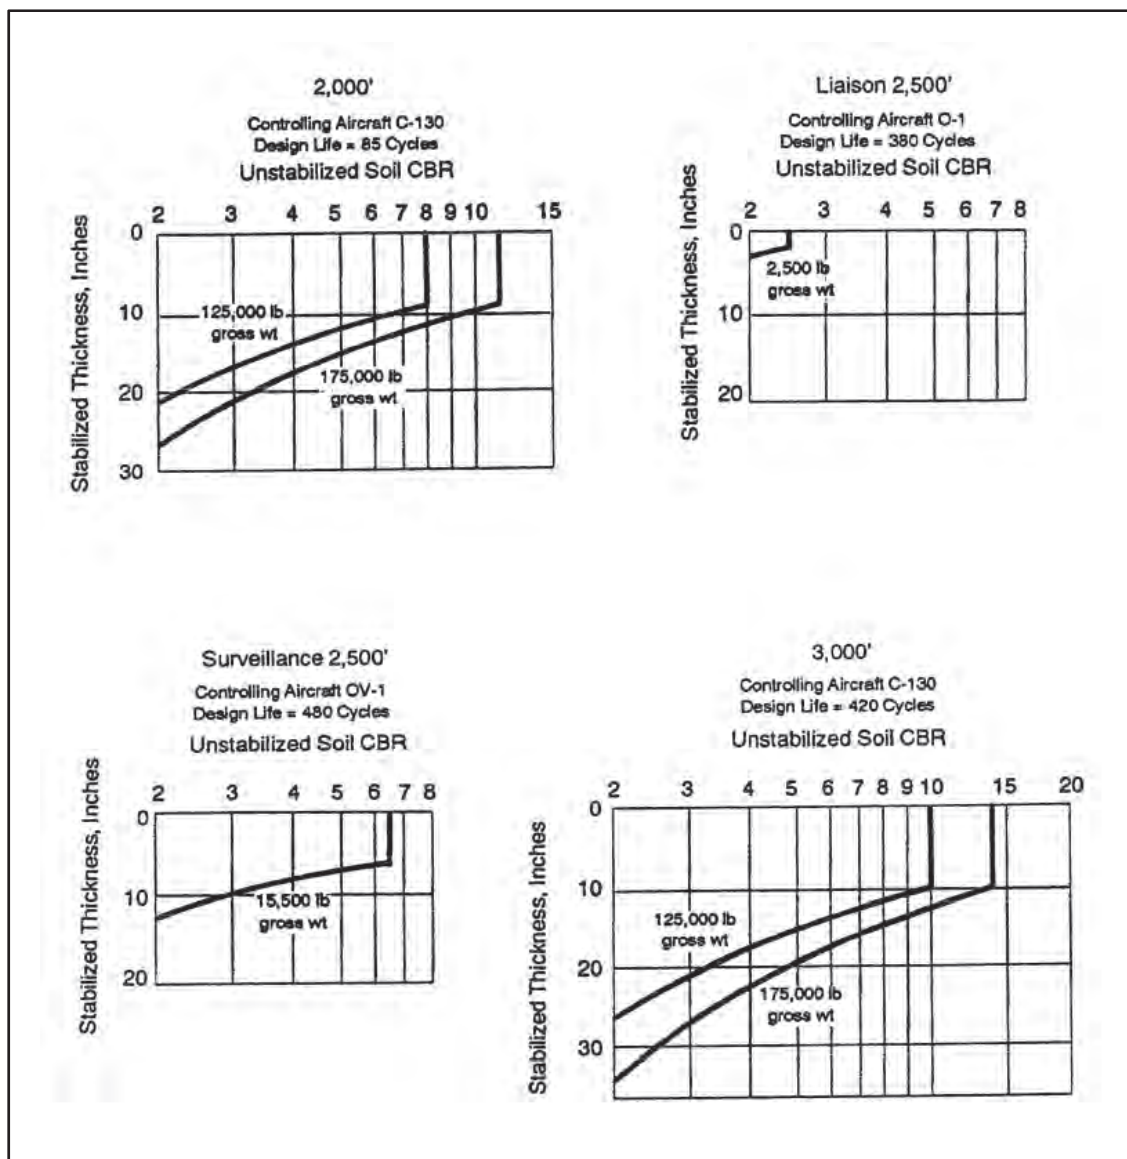 2,000'
Controlling Aircraft C-130
Design Life = 85 Cycles
Unstabilized Soil CBR
2 3 4 5 6 7 8 9 10 15
Stabilized Thickness, Inches
0
10
20
30
125,000 lb
gross wt
175,000 lb
gross wt
Liaison 2,500'
Controlling Aircraft O-1
Design Life = 380 Cycles
Unstabilized Soil CBR
2 3 4 5 6 7 8
Stabilized Thickness, Inches
0
10
20
2,500 lb
gross wt
Surveillance 2,500'
Controlling Aircraft OV-1
Design Life = 480 Cycles
Unstabilized Soil CBR
2 3 4 5 6 7 8
Stabilized Thickness, Inches
0
10
20
15,500 lb
gross wt
3,000'
Controlling Aircraft C-130
Design Life = 420 Cycles
Unstabilized Soil CBR
2 3 4 5 6 7 8 9 10 15 20
Stabilized Thickness, Inches
0
10
20
30
125,000 lb
gross wt
175,000 lb
gross wt